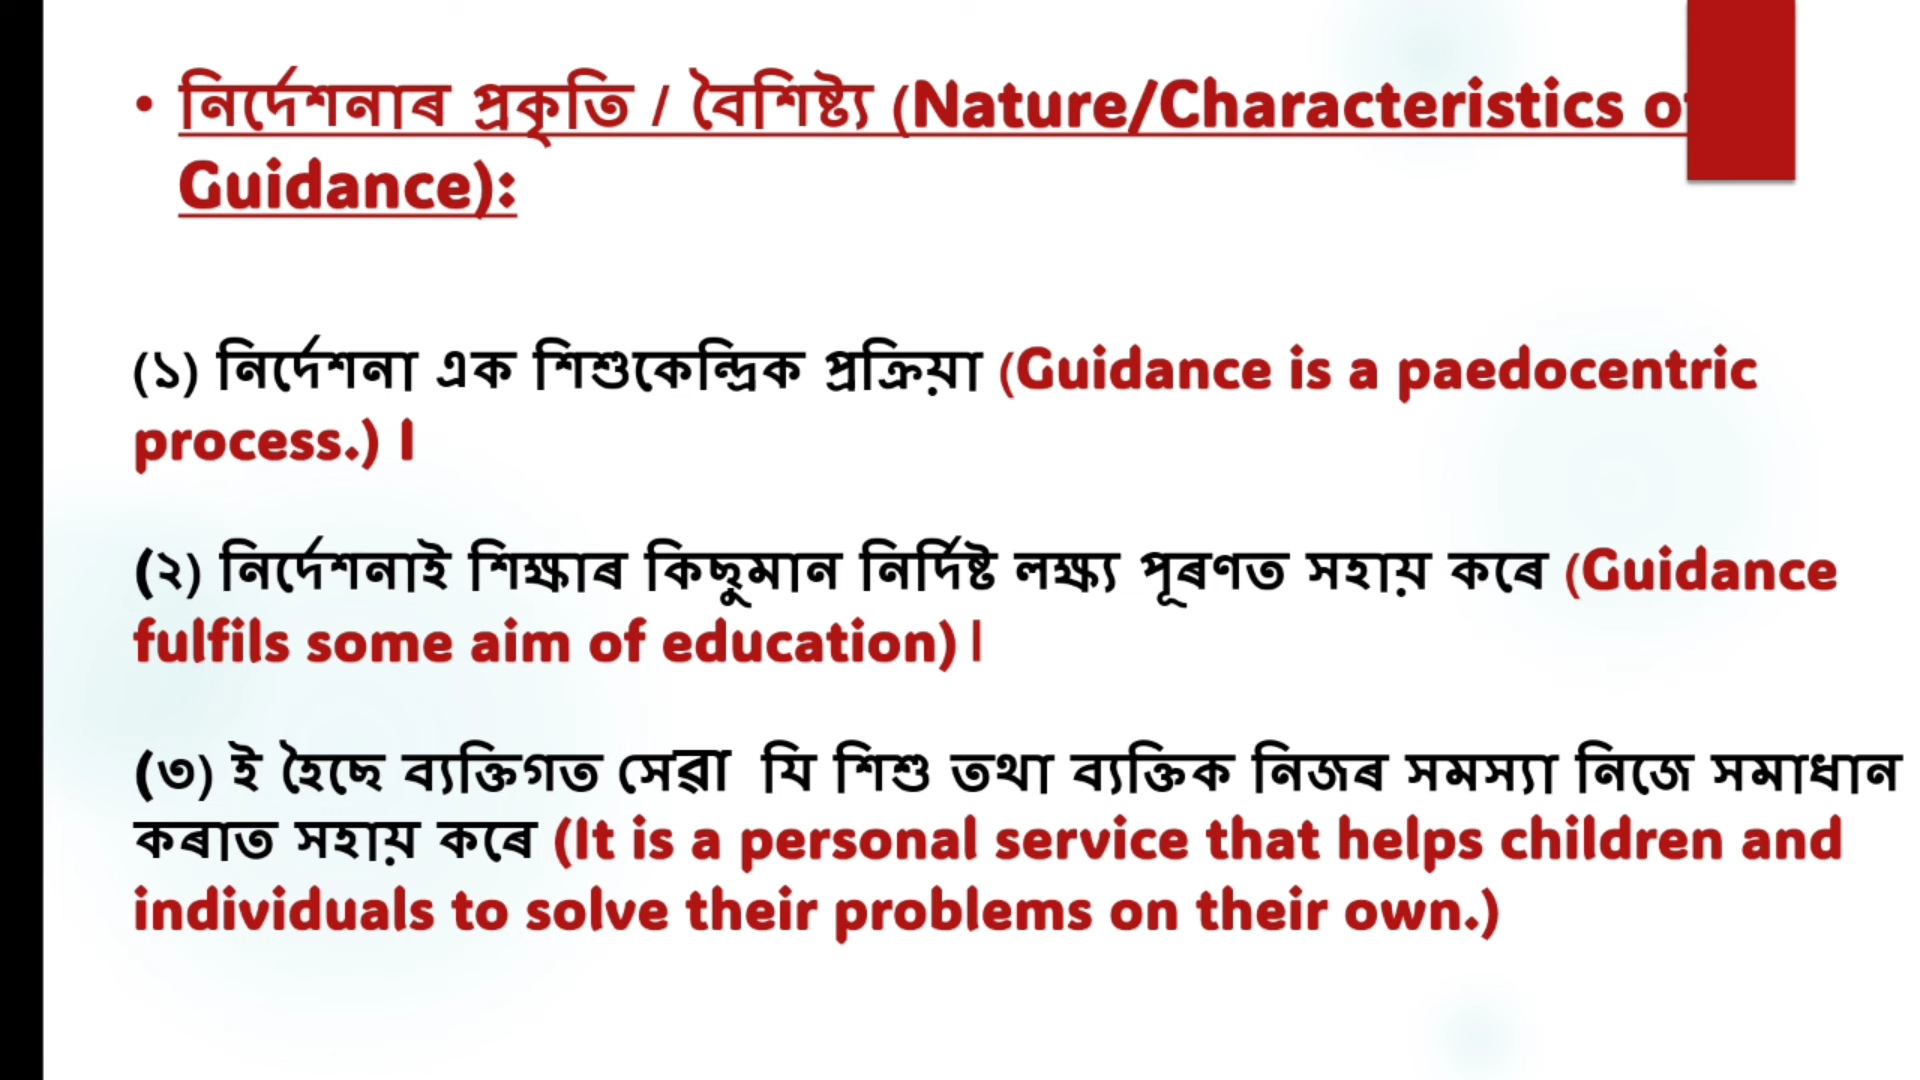 • নিৰ্দেশনাৰ প্ৰকৃতি / বৈশিষ্ট্য (Nature/Characteristics of
Guidance):
(১) নিৰ্দেশনা এক শিশুকেন্দ্ৰিক প্ৰক্ৰিয়া (Guidance is a paedocentric
process.) I
(২) নিৰ্দেশনাই শিক্ষাৰ কিছুমান নিৰ্দিষ্ট লক্ষ্য পূৰণত সহায় কৰে (Guidance
fulfils some aim of education) |
(৩) ই হৈছে ব্যক্তিগত সেৱা যি শিশু তথা ব্যক্তিক নিজৰ সমস্যা নিজে সমাধান
কৰাত সহায় কৰে (It is a personal service that helps children and
individuals to solve their problems on their own.)